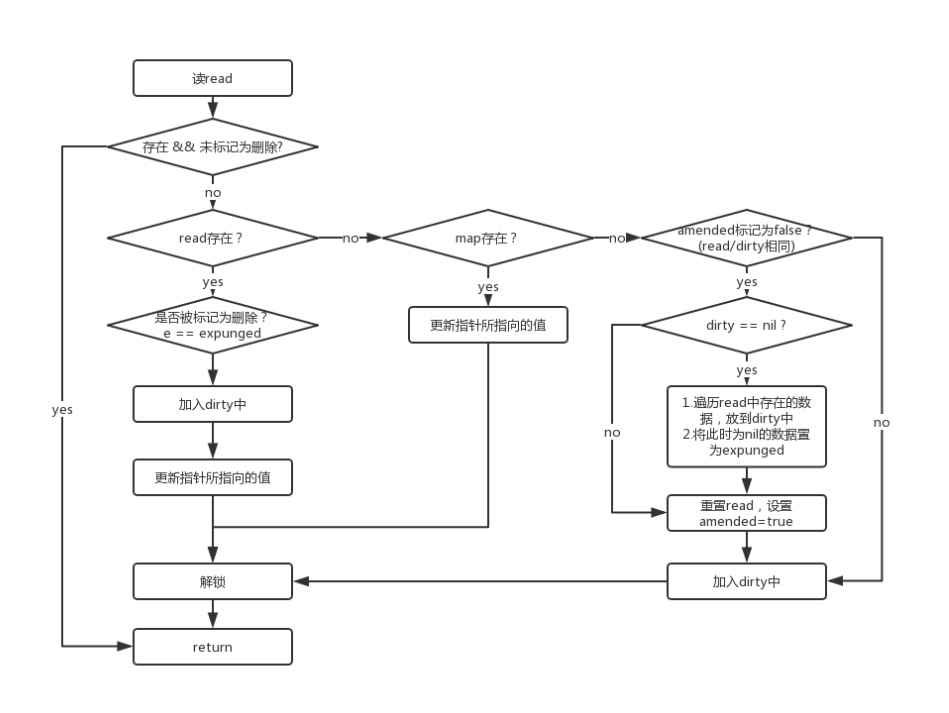 读read
存在 && 未标记为删除?
no
read存在？
no
map存在？
no
amended标记为false？
(read/dirty相同)
yes
yes
yes
是否被标记为删除？
e == expunged
更新指针所指向的值
dirty == nil？
yes
加入dirty中
1.遍历read中存在的数
据，放到dirty中
2.将此时为nil的数据置
为expunged
yes
no
no
更新指针所指向的值
重置read，设置
amended=true
解锁
加入dirty中
return